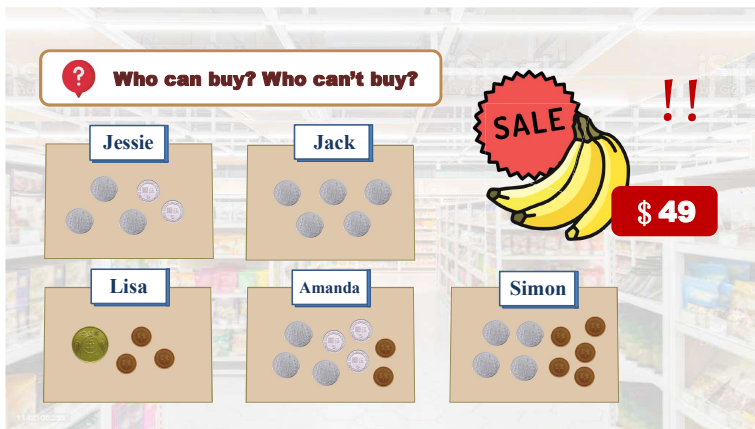 ?
Who can buy? Who can't buy?
SALE
!!
$ 49
Jessie
Jack
Lisa
Amanda
Simon